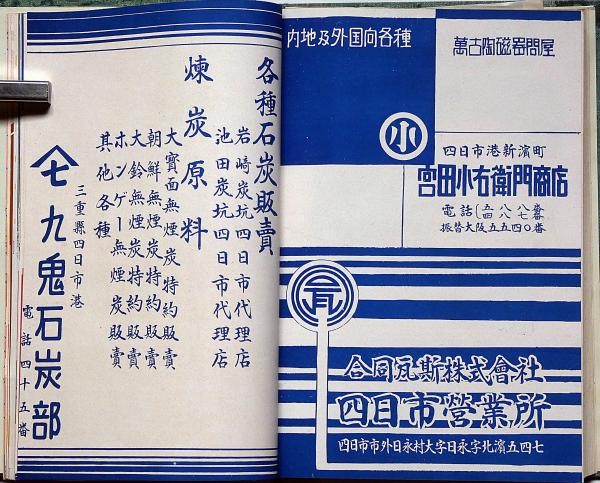 内地及外国向各種
萬古陶磁器問屋
小
四日市港新濱町
宮田小右衛門商店
電話(五八八番
四八七番
振替大阪五五四〇番
合同瓦斯株式會社
四日市營業所
四日市市外日永村大字日永字北濱五四七
各種石炭販賣
岩崎炭坑四日市代理店
池田炭坑四日市代理店
煉炭原料
大寶面無煙炭特約販賣
朝鮮無煙炭特約販賣
大鈴無煙炭特約販賣
ホンゲー無煙炭販賣
其他各種
三重縣四日市港
七九鬼石炭部
電話四十五番